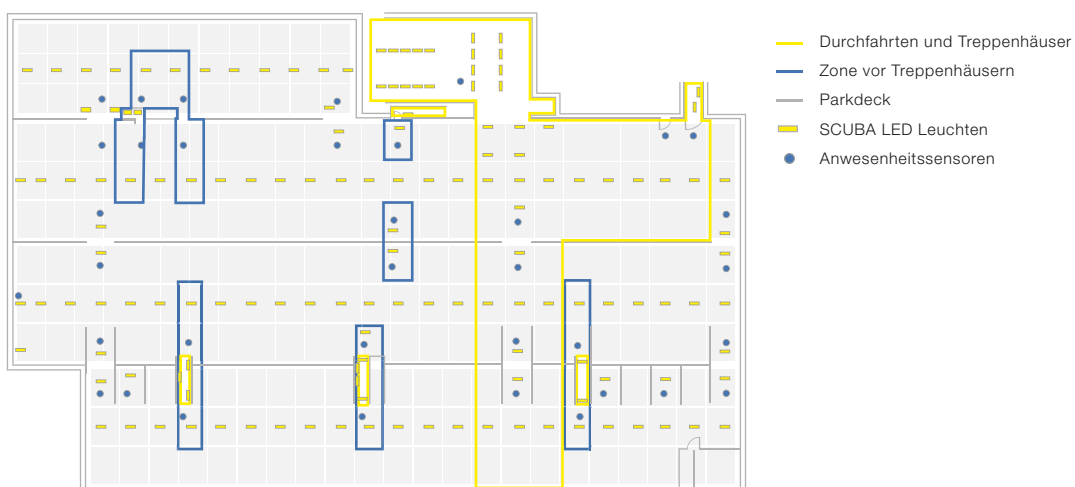 Durchfahrten und Treppenhäuser
Zone vor Treppenhäusern
Parkdeck
SCUBA LED Leuchten
Anwesenheitssensoren